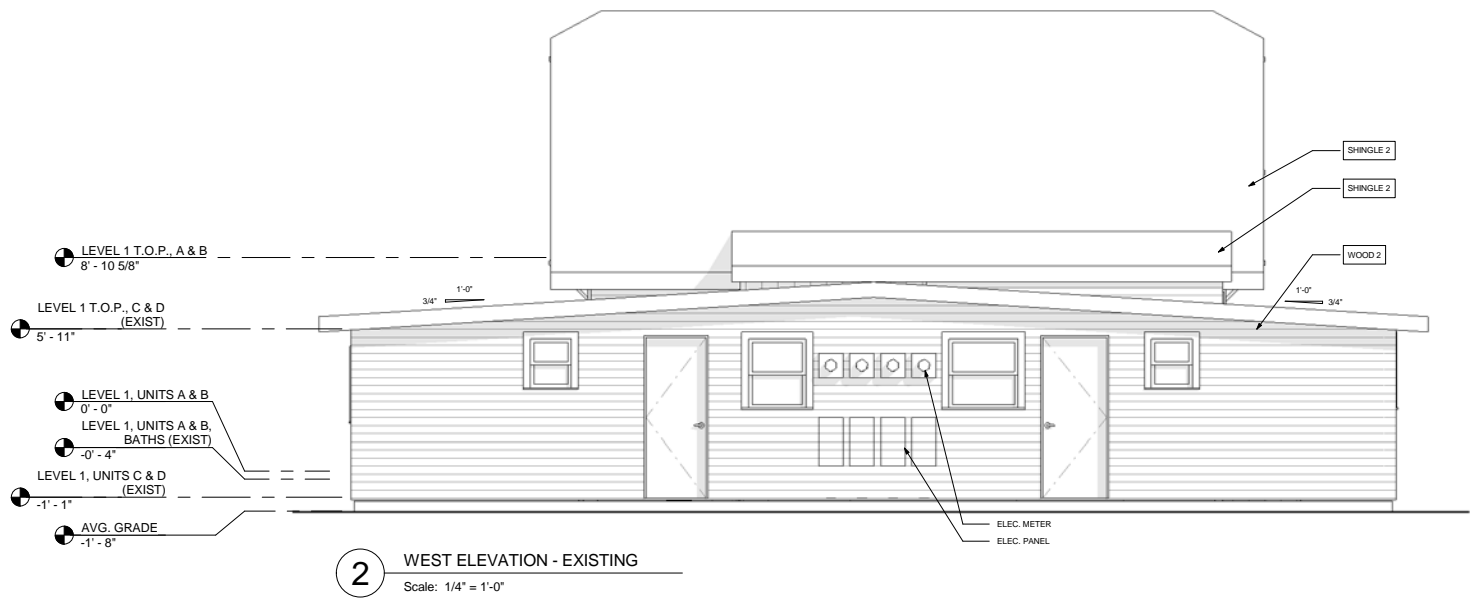 SHINGLE 2
SHINGLE 2
LEVEL 1 T.O.P., A & B
8' - 10 5/8"
WOOD 2
1'-0"
3/4"
1'-0"
3/4"
LEVEL 1 T.O.P., C & D
(EXIST)
5' - 11"
LEVEL 1, UNITS A & B
0' - 0"
LEVEL 1, UNITS A & B,
BATHS (EXIST)
-0' - 4"
LEVEL 1, UNITS C & D
(EXIST)
-1' - 1"
AVG. GRADE
-1' - 8"
ELEC. METER
ELEC. PANEL
2
WEST ELEVATION - EXISTING
Scale: 1/4" = 1'-0"